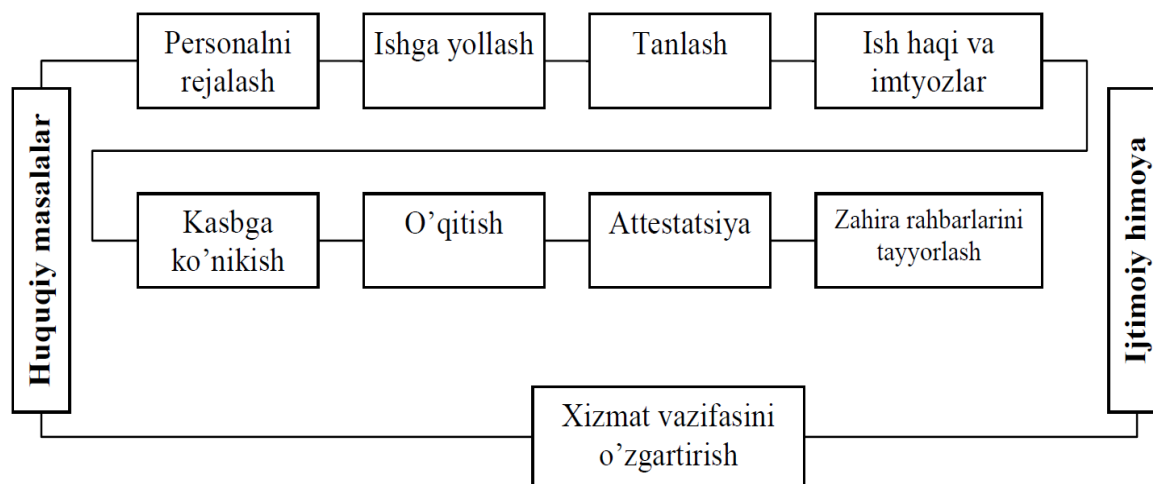 Personalni
rejalash
Ishga yollash
Tanlash
Ish haqi va
imtyozlar
Huquqiy masalalar
Ijtimoiy himoya
Kasbga
ko’nikish
O’qitish
Attestatsiya
Zahira rahbarlarini
tayyorlash
Xizmat vazifasini
o’zgartirish